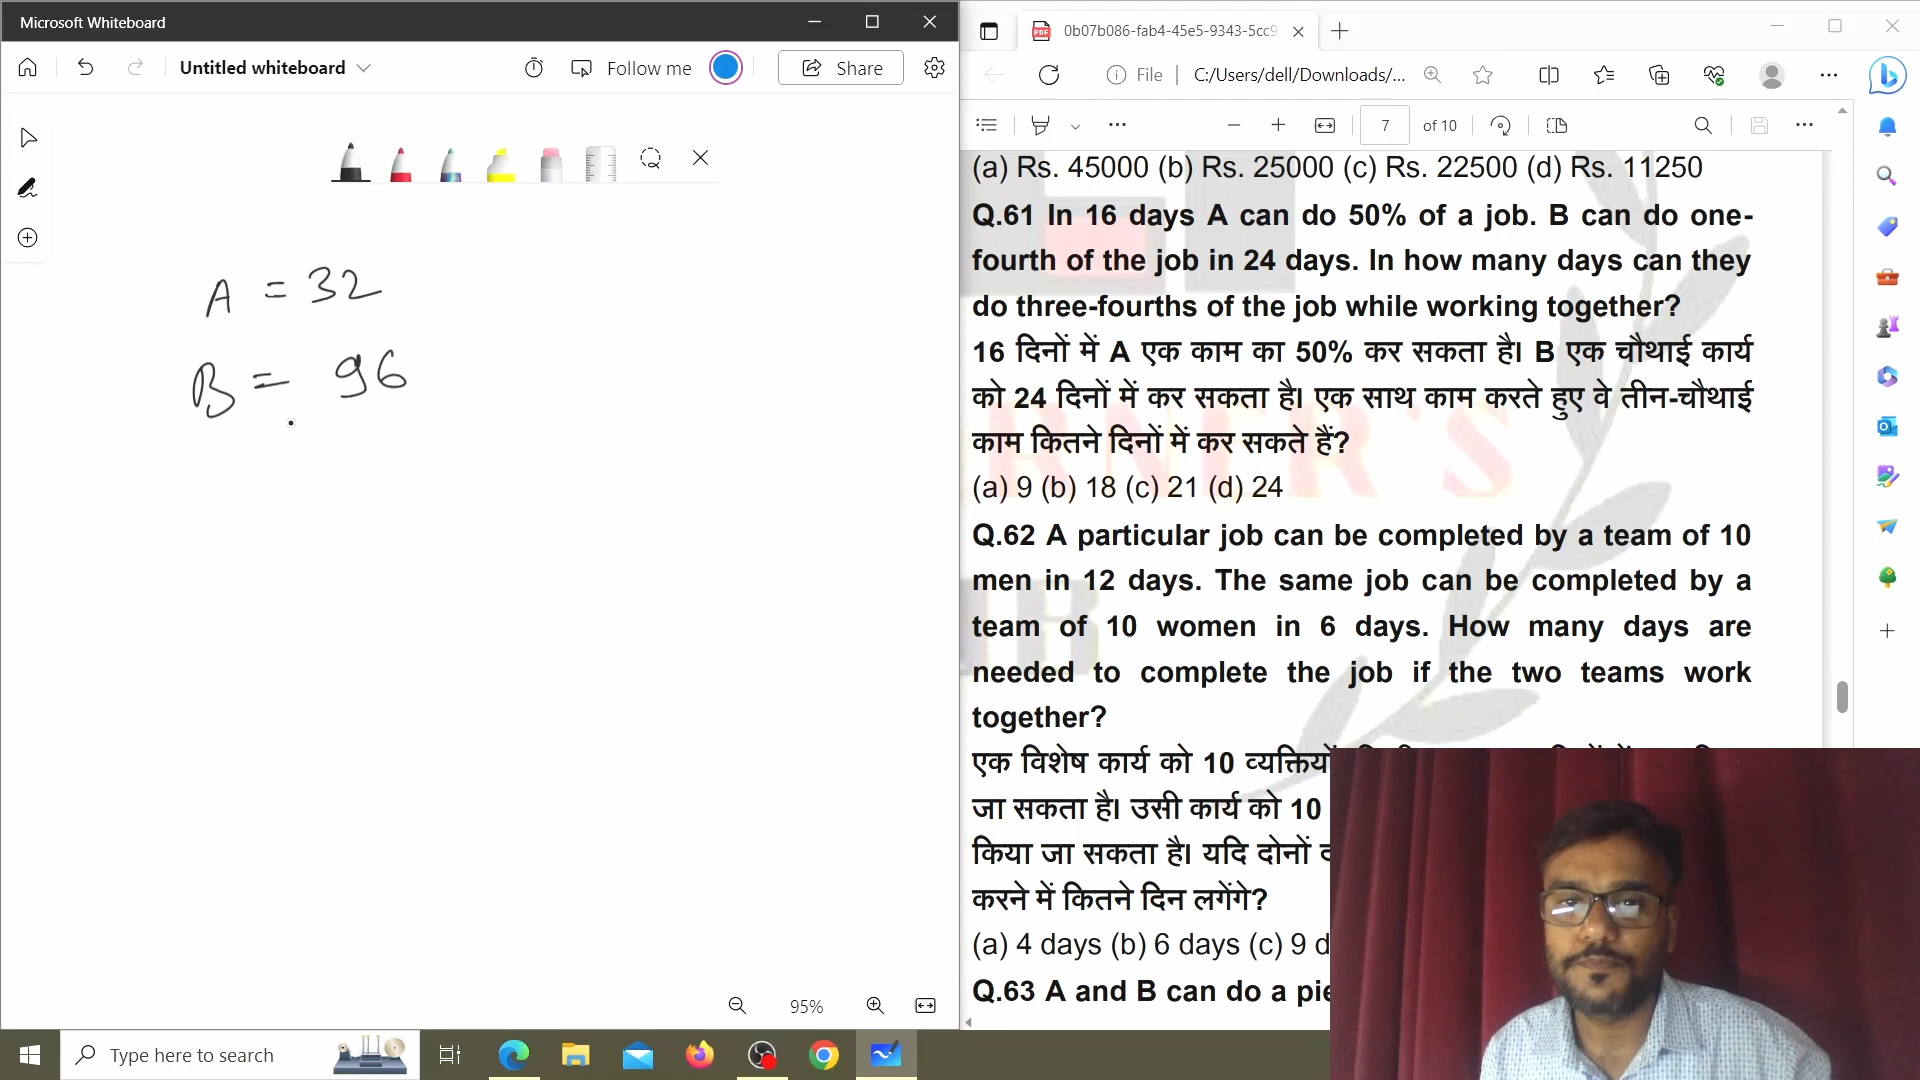 Microsoft Whiteboard
Untitled whiteboard
Follow me
Share
A = 32
B = 96
95%
0b07b086-fab4-45e5-9343-5cc9
File | C:/Users/dell/Downloads/...
7 of 10
(a) Rs. 45000 (b) Rs. 25000 (c) Rs. 22500 (d) Rs. 11250
Q.61 In 16 days A can do 50% of a job. B can do one-
fourth of the job in 24 days. In how many days can they
do three-fourths of the job while working together?
16 दिनों में A एक काम का 50% कर सकता है। B एक चौथाई कार्य
को 24 दिनों में कर सकता है। एक साथ काम करते हुए वे तीन-चौथाई
काम कितने दिनों में कर सकते हैं?
(a) 9 (b) 18 (c) 21 (d) 24
Q.62 A particular job can be completed by a team of 10
men in 12 days. The same job can be completed by a
team of 10 women in 6 days. How many days are
needed to complete the job if the two teams work
together?
एक विशेष कार्य को 10
जा सकता है। उसी कार्य को 10
किया जा सकता है। यदि दोनों
करने में कितने दिन लगेंगे?
(a) 4 days (b) 6 days (c) 9 d
Q.63 A and B can do a pie
Type here to search